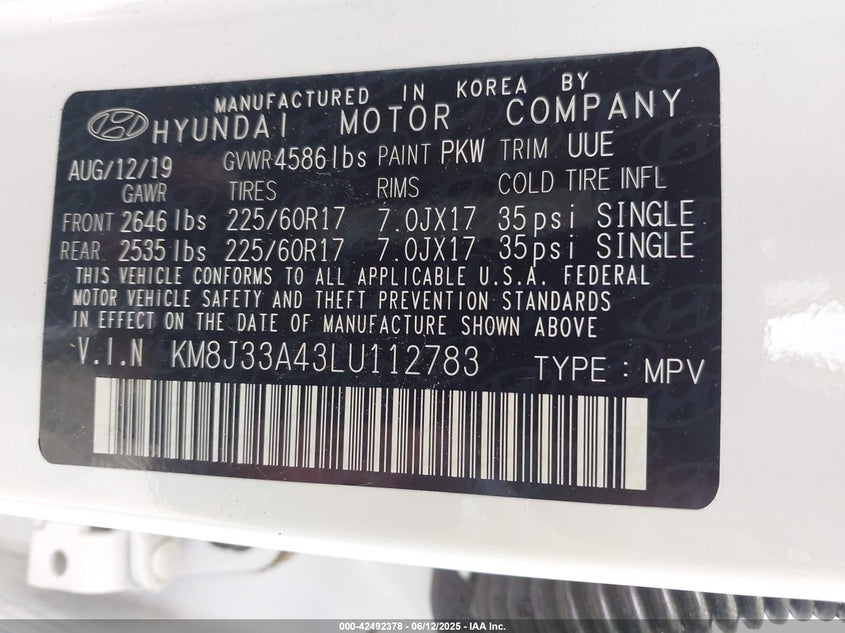 MANUFACTURED IN KOREA BY
HYUNDAI MOTOR COMPANY
AUG/12/19 GVWR 4586 lbs PAINT PKW TRIM UUE
GAWR TIRES RIMS COLD TIRE INFL
FRONT 2646 lbs 225/60R17 7.0JX17 35psi SINGLE
REAR 2535 lbs 225/60R17 7.0JX17 35psi SINGLE
THIS VEHICLE CONFORMS TO ALL APPLICABLE U.S.A. FEDERAL
MOTOR VEHICLE SAFETY AND THEFT PREVENTION STANDARDS
IN EFFECT ON THE DATE OF MANUFACTURE SHOWN ABOVE
V.I.N KM8J33A43LU112783 TYPE : MPV
000-42492378 - 06/12/2025 - IAA Inc.